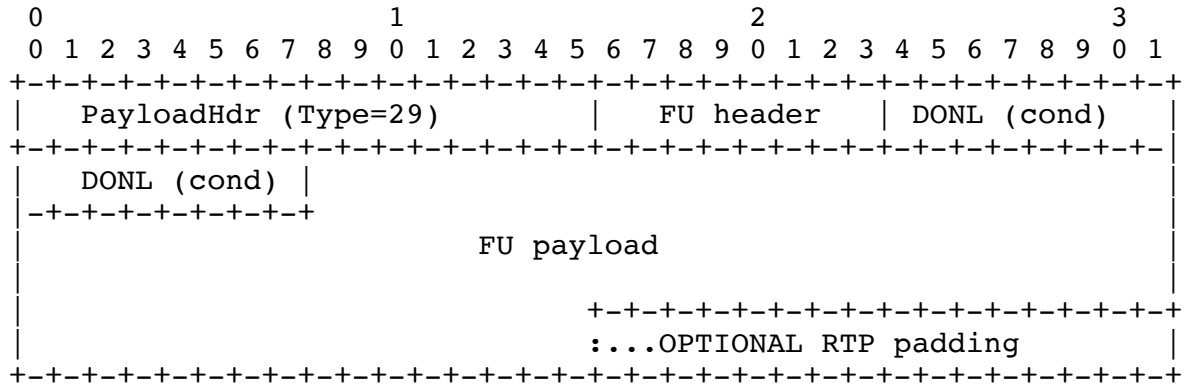 0                   1                   2                   3
0 1 2 3 4 5 6 7 8 9 0 1 2 3 4 5 6 7 8 9 0 1 2 3 4 5 6 7 8 9 0 1
+-+-+-+-+-+-+-+-+-+-+-+-+-+-+-+-+-+-+-+-+-+-+-+-+-+-+-+-+-+-+-+-+
|    PayloadHdr (Type=29)       |   FU header   | DONL (cond)   |
+-+-+-+-+-+-+-+-+-+-+-+-+-+-+-+-+-+-+-+-+-+-+-+-+-+-+-+-+-+-+-+-|
|   DONL (cond) |                                               |
|-+-+-+-+-+-+-+-+                                               |
|                         FU payload                            |
|                                                               |
|                               +-+-+-+-+-+-+-+-+-+-+-+-+-+-+-+-+
|                               :...OPTIONAL RTP padding        |
+-+-+-+-+-+-+-+-+-+-+-+-+-+-+-+-+-+-+-+-+-+-+-+-+-+-+-+-+-+-+-+-+